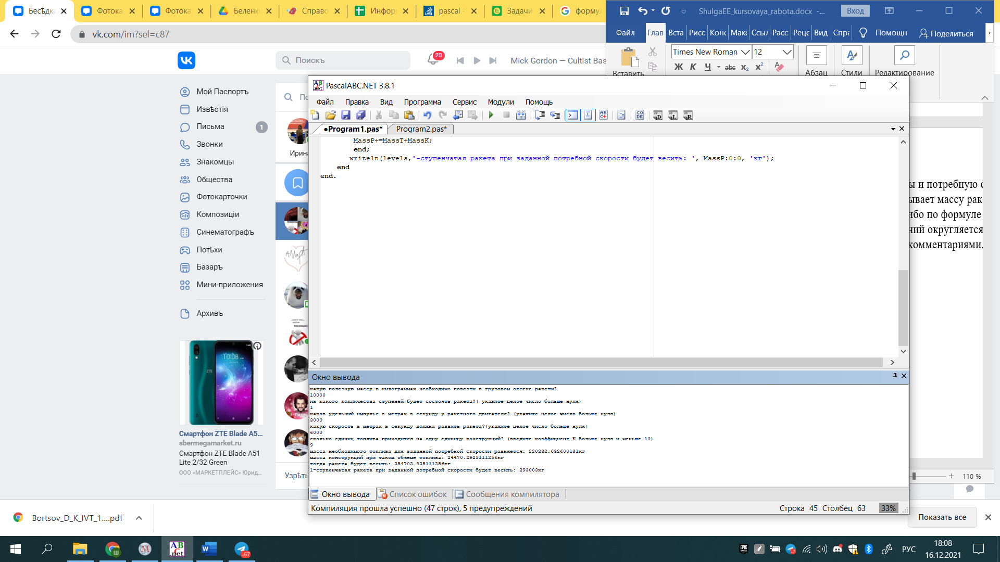 Бесѣдка
Фотока
Фотока
Беленк
Справо
Инфор
pascal -
Задачи
формул
vk.com/im?sel=c87
ShulgaEE_kursovaya_rabota.docx -...
Вход
Файл
Глав
Вста
Рисс
Конс
Маке
Ссыл
Расс
Реце
Вид
Спра
Помощн
Поделиться
Поискъ
20
Mick Gordon — Cultist Bas
Вставить
Times New Roman
12
Ж К Ч abc x₂ x²
Абзац
Стили
Редактирование
Мой Паспортъ
Извѣстія
Письма
1
Звонки
Знакомцы
Общества
Фотокарточки
Композиціи
Синематографъ
Потѣхи
Базаръ
Мини-приложения
Архивъ
По
Ирина
Узрѣть
Смартфон ZTE Blade A5...
sbermegamarket.ru
Смартфон ZTE Blade A51
Lite 2/32 Green
ООО «МАРКЕТПЛЕЙС» Юрид...
PascalABC.NET 3.8.1
Файл Правка Вид Программа Сервис Модули Помощь
•Program1.pas*
Program2.pas*
MassP+=MassT+MassK;
end;
writeln(levels,'-ступенчатая ракета при заданной потребной скорости будет весить: ', MassP:0:0, 'кг');
end
end.
ы и потребную с
ывает массу рак
ибо по формуле
ний округляется
комментариями.
Окно вывода
какую полезную массу в килограммах необходимо повезти в грузовом отсеке ракеты?
10000
из какого колличества ступеней будет состоять ракета?( укажите целое число больше нуля)
1
каков удельный импульс в метрах в секунду у ракетного двигателя? (укажите целое число больше нуля)
3000
какую скорость в метрах в секунду должна развить ракета?(укажите целое число больше нуля)
6000
сколько единиц топлива приходится на одну единицу конструкций? (введите коэффициент К больше нуля и меньше 10)
9
масса необходимого топлива для заданной потребной скорости равняется: 220232.632600131кг
масса конструкций при таком объеме топлива: 24470.2925111256кг
тогда ракета будет весить: 254702.925111256кг
1-ступенчатая ракета при заданной потребной скорости будет весить: 293003кг
Окно вывода
Список ошибок
Сообщения компилятора
Компиляция прошла успешно (47 строк), 5 предупреждений
Строка 45 Столбец 63
33%
110 %
Bortsov_D_K_IVT_1....pdf
Показать все
РУС
18:08
16.12.2021